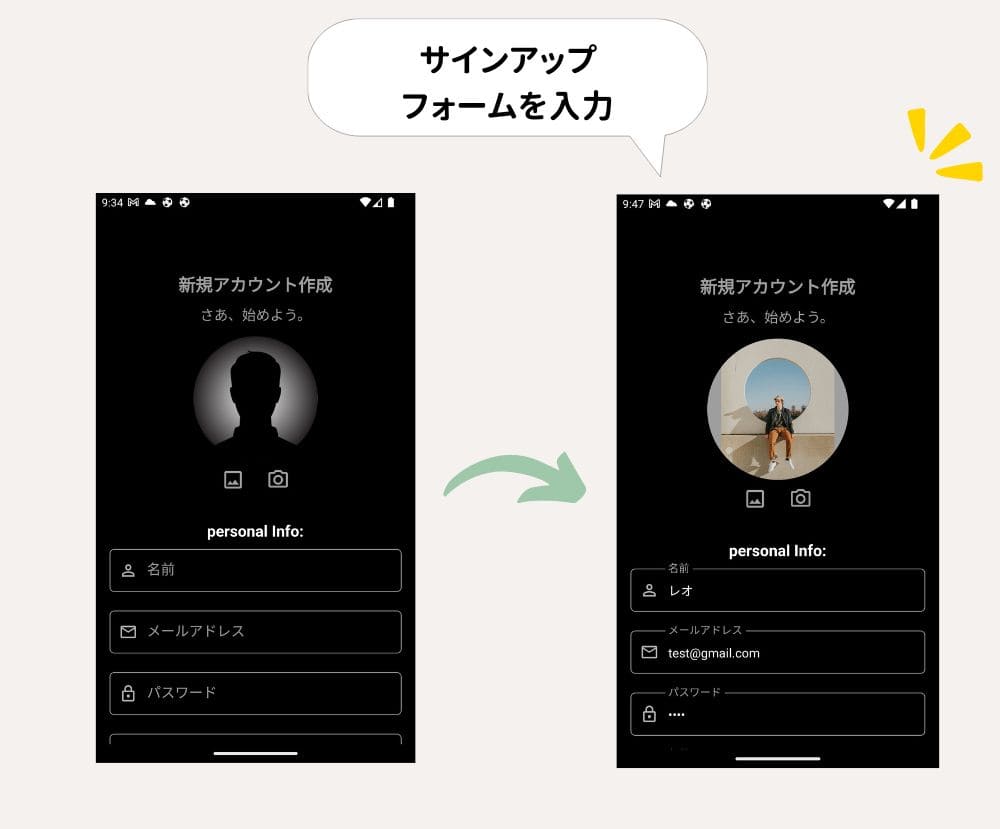 サインアップ
フォームを入力
9:34
新規アカウント作成
さあ、始めよう。
personal Info:
名前
メールアドレス
パスワード
9:47
新規アカウント作成
さあ、始めよう。
personal Info:
名前
レオ
メールアドレス
test@gmail.com
パスワード
••••